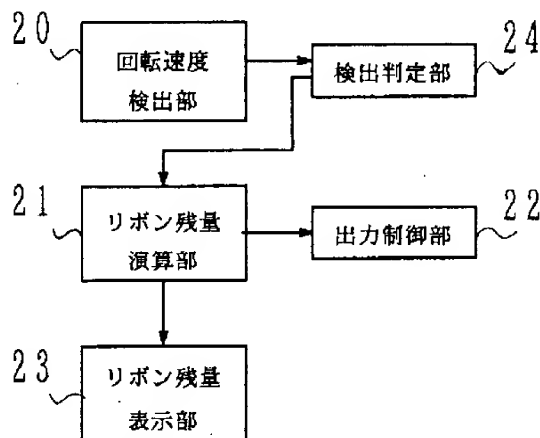 20
回転速度
検出部
検出判定部
24
21
リボン残量
演算部
出力制御部
22
23
リボン残量
表示部